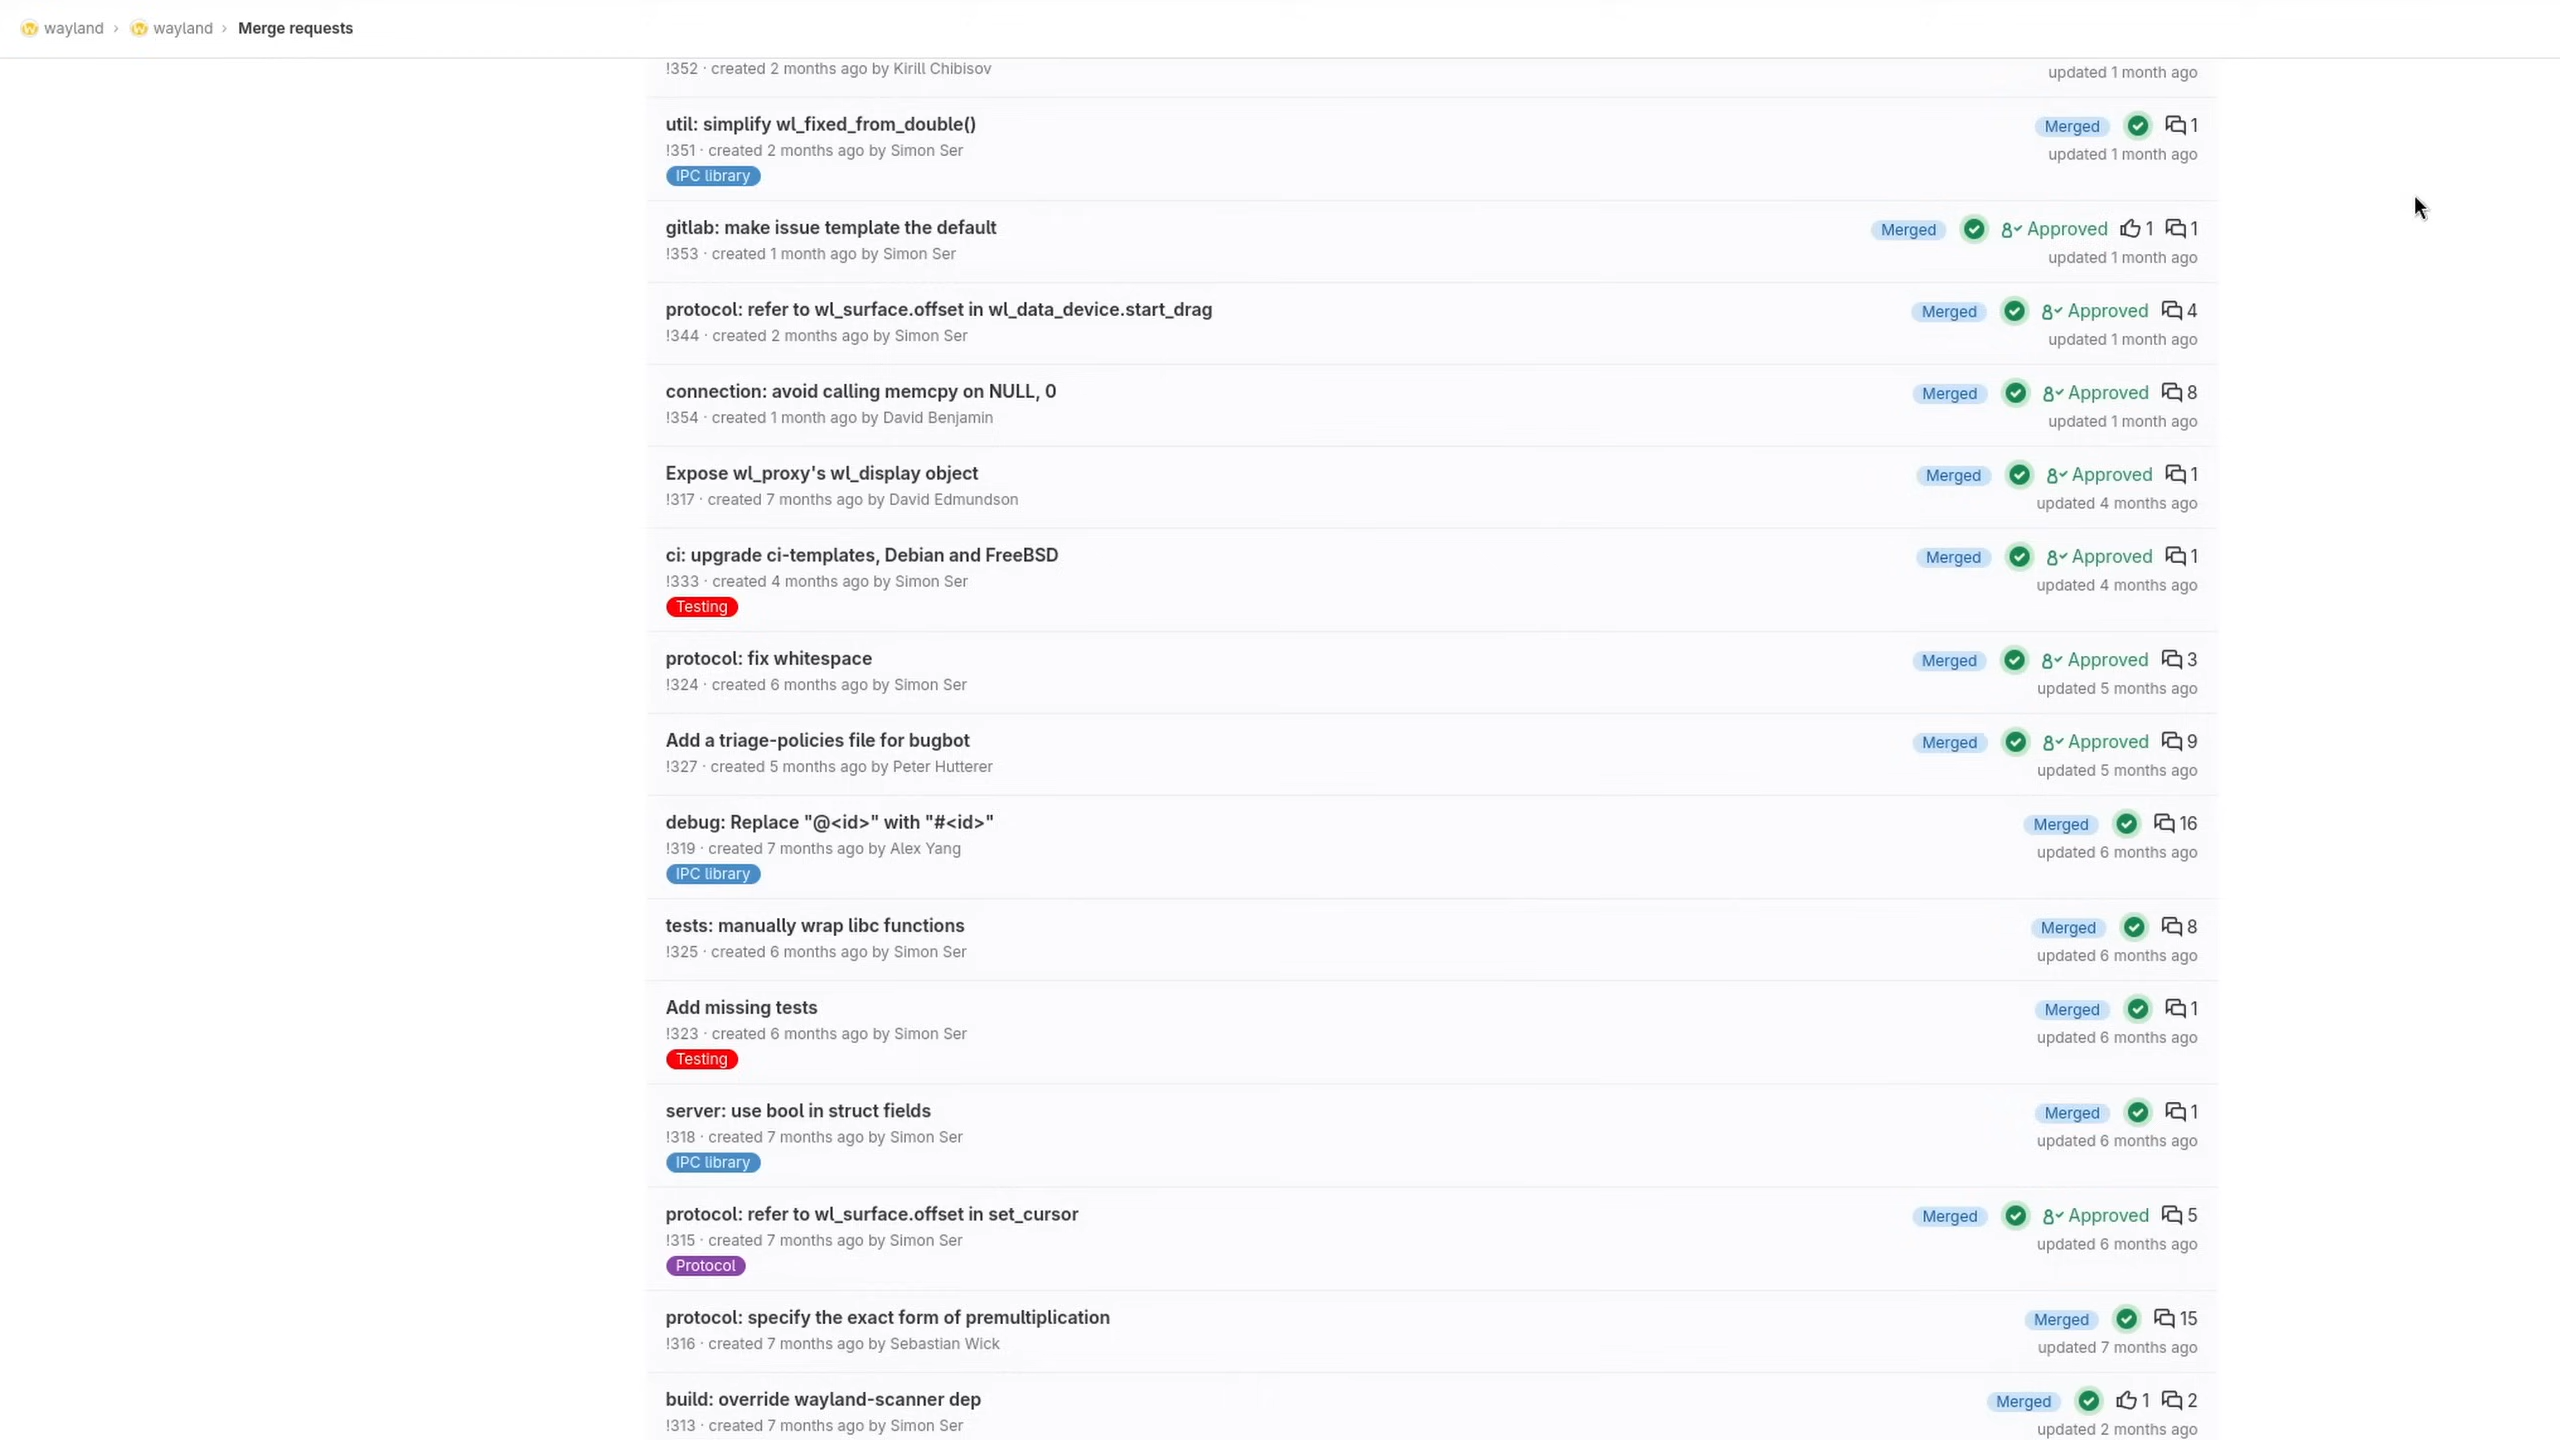 wayland › wayland › Merge requests
!352 · created 2 months ago by Kirill Chibisov
updated 1 month ago
util: simplify wl_fixed_from_double()
Merged 1
!351 · created 2 months ago by Simon Ser
updated 1 month ago
IPC library
gitlab: make issue template the default
Merged Approved 1 1
!353 · created 1 month ago by Simon Ser
updated 1 month ago
protocol: refer to wl_surface.offset in wl_data_device.start_drag
Merged Approved 4
!344 · created 2 months ago by Simon Ser
updated 1 month ago
connection: avoid calling memcpy on NULL, 0
Merged Approved 8
!354 · created 1 month ago by David Benjamin
updated 1 month ago
Expose wl_proxy's wl_display object
Merged Approved 1
!317 · created 7 months ago by David Edmundson
updated 4 months ago
ci: upgrade ci-templates, Debian and FreeBSD
Merged Approved 1
!333 · created 4 months ago by Simon Ser
updated 4 months ago
Testing
protocol: fix whitespace
Merged Approved 3
!324 · created 6 months ago by Simon Ser
updated 5 months ago
Add a triage-policies file for bugbot
Merged Approved 9
!327 · created 5 months ago by Peter Hutterer
updated 5 months ago
debug: Replace "@<id>" with "#<id>"
Merged 16
!319 · created 7 months ago by Alex Yang
updated 6 months ago
IPC library
tests: manually wrap libc functions
Merged 8
!325 · created 6 months ago by Simon Ser
updated 6 months ago
Add missing tests
Merged 1
!323 · created 6 months ago by Simon Ser
updated 6 months ago
Testing
server: use bool in struct fields
Merged 1
!318 · created 7 months ago by Simon Ser
updated 6 months ago
IPC library
protocol: refer to wl_surface.offset in set_cursor
Merged Approved 5
!315 · created 7 months ago by Simon Ser
updated 6 months ago
Protocol
protocol: specify the exact form of premultiplication
Merged 15
!316 · created 7 months ago by Sebastian Wick
updated 7 months ago
build: override wayland-scanner dep
Merged 1 2
!313 · created 7 months ago by Simon Ser
updated 2 months ago